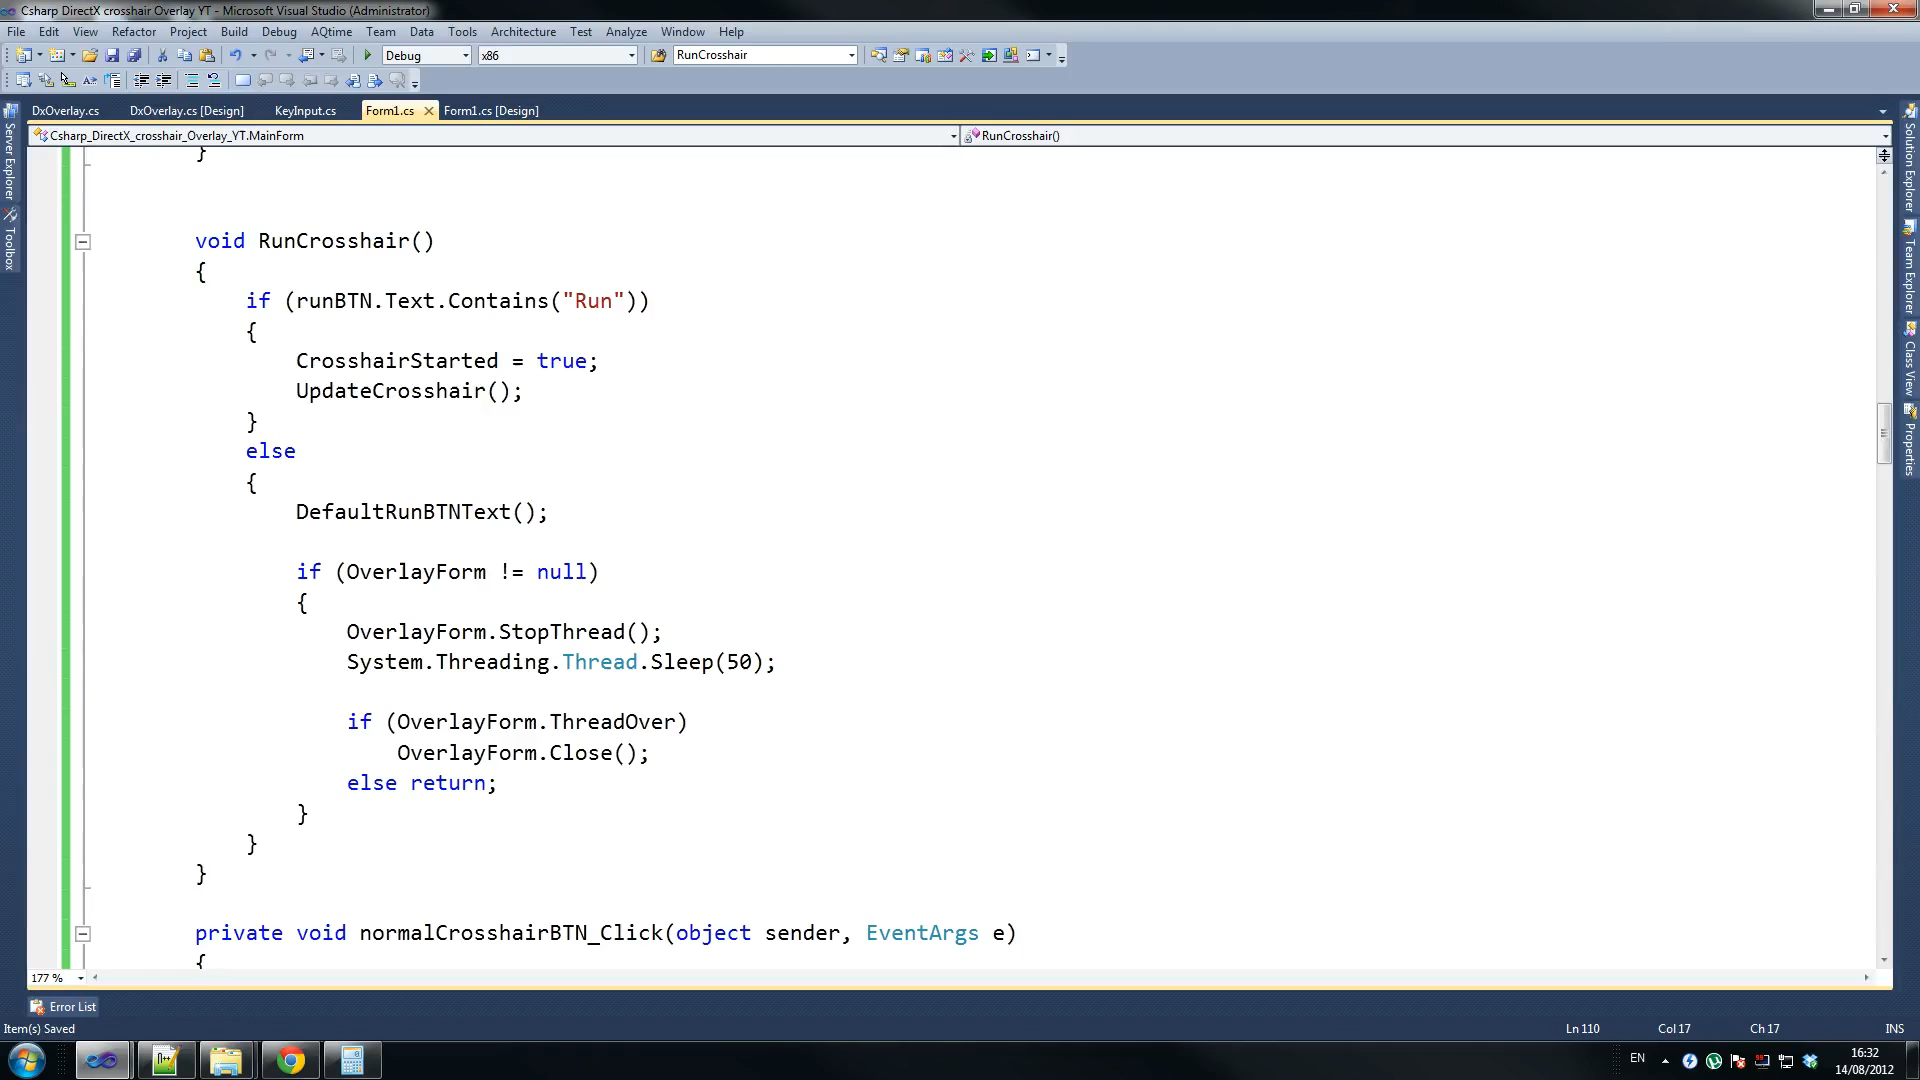 Csharp DirectX crosshair Overlay YT - Microsoft Visual Studio (Administrator)
File Edit View Refactor Project Build Debug AQtime Team Data Tools Architecture Test Analyze Window Help
Debug x86 RunCrosshair
DxOverlay.cs DxOverlay.cs [Design] KeyInput.cs Form1.cs Form1.cs [Design]
Csharp_DirectX_crosshair_Overlay_YT.MainForm RunCrosshair()
Server Explorer
Toolbox
Solution Explorer
Team Explorer
Class View
Properties
}
void RunCrosshair()
{
if (runBTN.Text.Contains("Run"))
{
CrosshairStarted = true;
UpdateCrosshair();
}
else
{
DefaultRunBTNText();
if (OverlayForm != null)
{
OverlayForm.StopThread();
System.Threading.Thread.Sleep(50);
if (OverlayForm.ThreadOver)
OverlayForm.Close();
else return;
}
}
}
private void normalCrosshairBTN_Click(object sender, EventArgs e)
{
177 %
Error List
Item(s) Saved Ln 110 Col 17 Ch 17 INS
EN 16:32
14/08/2012